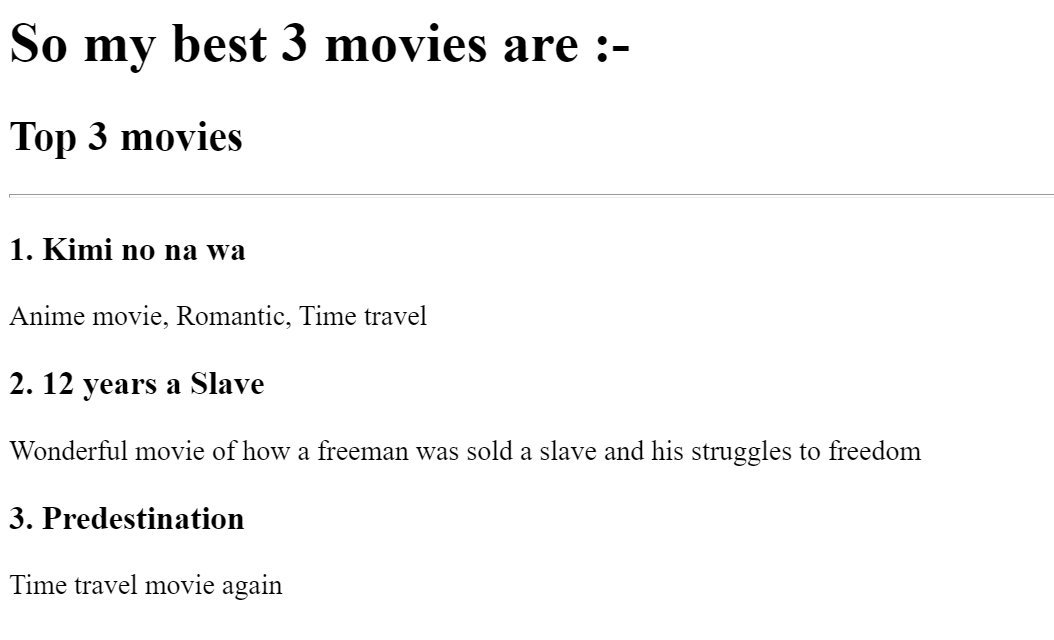 So my best 3 movies are :-
Top 3 movies
1. Kimi no na wa
Anime movie, Romantic, Time travel
2. 12 years a Slave
Wonderful movie of how a freeman was sold a slave and his struggles to freedom
3. Predestination
Time travel movie again